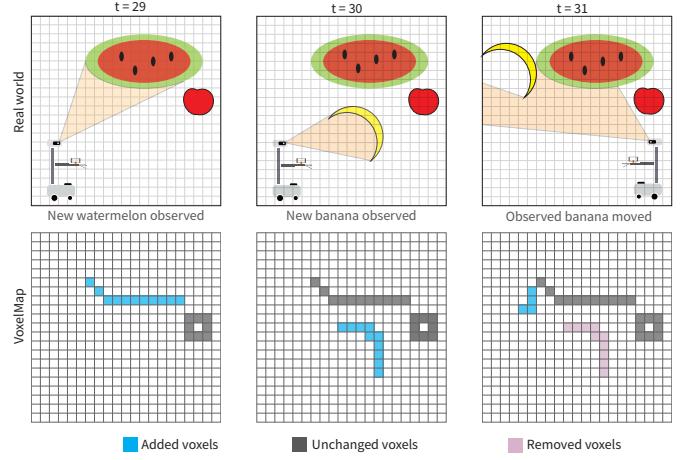 t = 29
t = 30
t = 31
Real world
New watermelon observed
New banana observed
Observed banana moved
VoxelMap
Added voxels
Unchanged voxels
Removed voxels